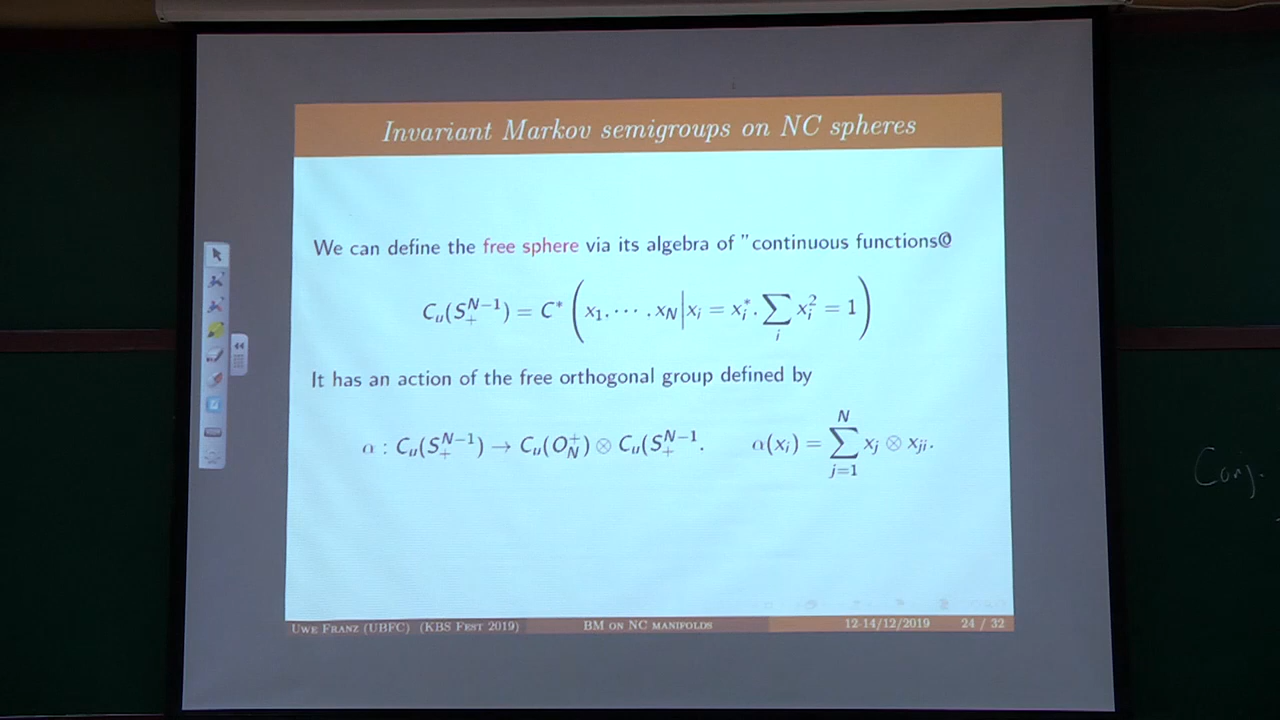 Invariant Markov semigroups on NC spheres
We can define the free sphere via its algebra of "continuous functions@
C_u(S_+^{N-1}) = C* ( x_1. ⋯ . x_N | x_i = x_i^*. ∑_i x_i^2 = 1 )
It has an action of the free orthogonal group defined by
α : C_u(S_+^{N-1}) → C_u(O_N^+) ⊗ C_u(S_+^{N-1}. α(x_i) = ∑_{j=1}^N x_j ⊗ x_{ji}.
Conj.
UWE FRANZ (UBFC) (KBS FEST 2019) BM ON NC MANIFOLDS 12-14/12/2019 24 / 32